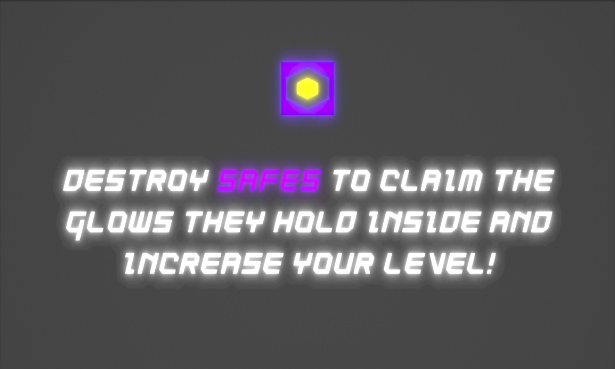 DESTROY SAFES TO CLAIM THE
GLOWS THEY HOLD INSIDE AND
INCREASE YOUR LEVEL!